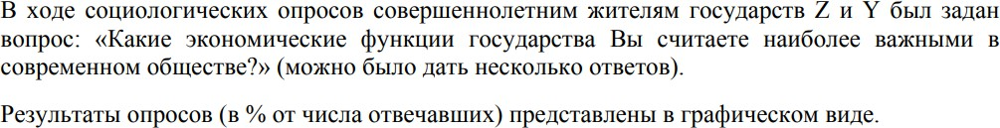 В ходе социологических опросов совершеннолетним жителям государств Z и Y был задан
вопрос: «Какие экономические функции государства Вы считаете наиболее важными в
современном обществе?» (можно было дать несколько ответов).
Результаты опросов (в % от числа отвечавших) представлены в графическом виде.